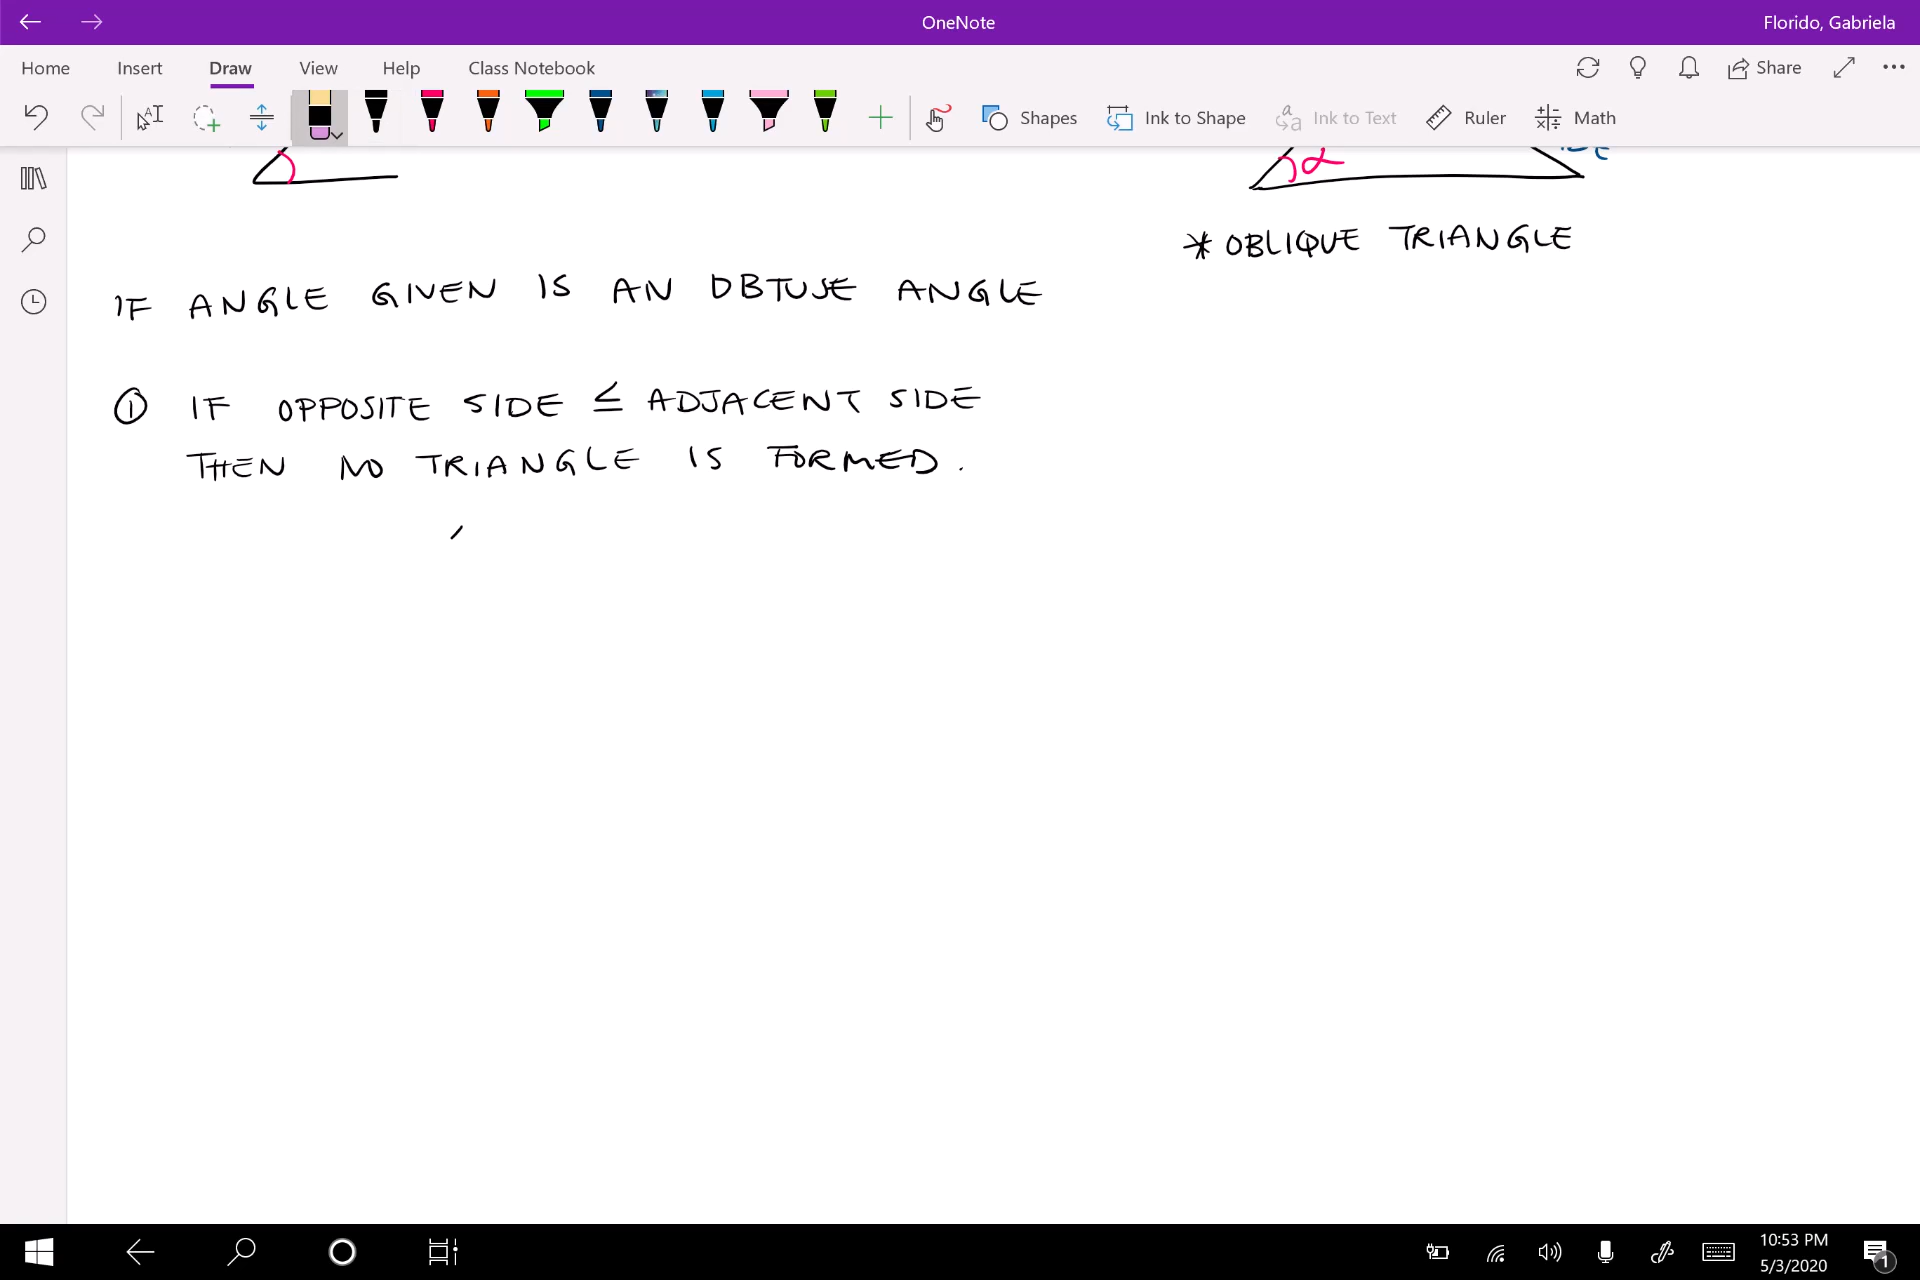 OneNote
Florido, Gabriela
Home Insert Draw View Help Class Notebook
Share
Shapes Ink to Shape Ink to Text Ruler Math
α
* OBLIQUE TRIANGLE
IF ANGLE GIVEN IS AN OBTUSE ANGLE
① IF OPPOSITE SIDE ≤ ADJACENT SIDE
THEN NO TRIANGLE IS FORMED.
10:53 PM
5/3/2020
1